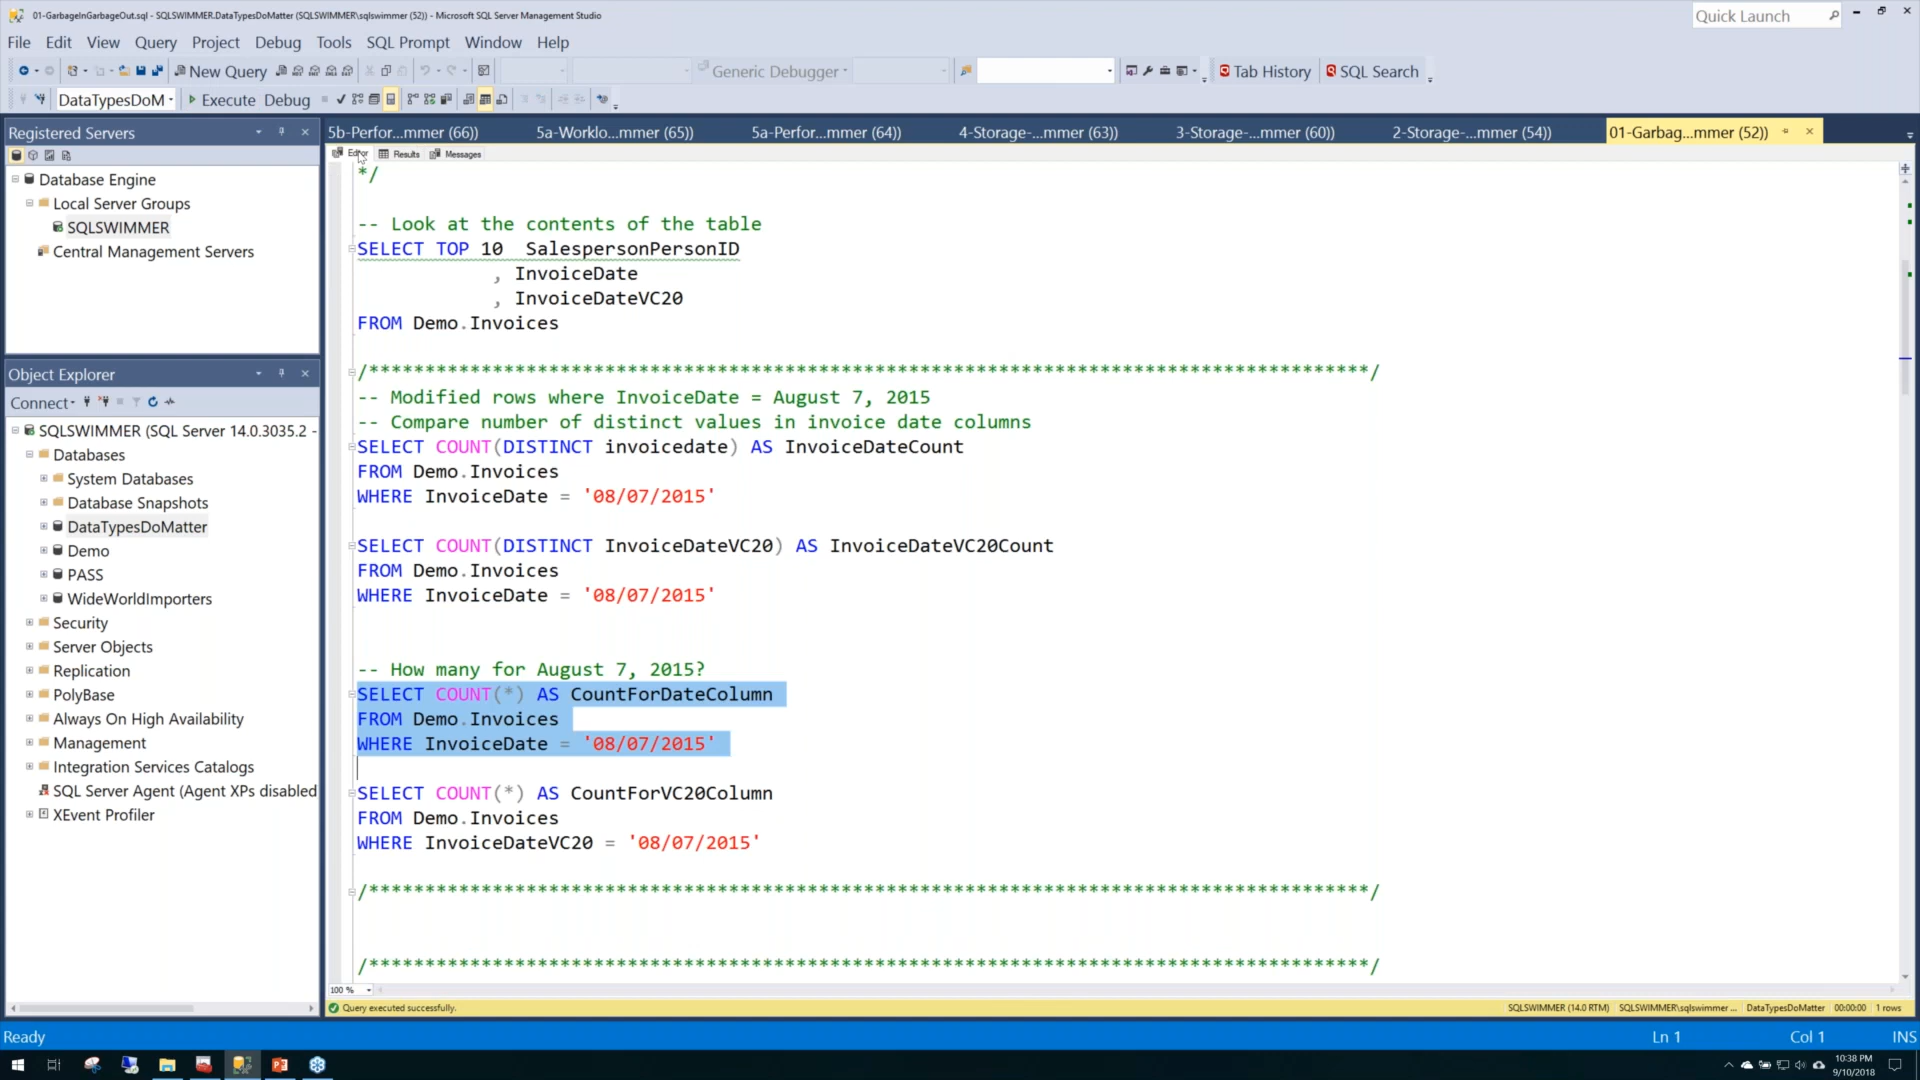 01-GarbageInGarbageOut.sql - SQLSWIMMER.DataTypesDoMatter (SQLSWIMMER\sqlswimmer (52)) - Microsoft SQL Server Management Studio
Quick Launch
File Edit View Query Project Debug Tools SQL Prompt Window Help
New Query Generic Debugger Tab History SQL Search
DataTypesDoM Execute Debug
Registered Servers
5b-Perfor...mmer (66)) 5a-Worklo...mmer (65)) 5a-Perfor...mmer (64)) 4-Storage-...mmer (63)) 3-Storage-...mmer (60)) 2-Storage-...mmer (54)) 01-Garbag...mmer (52))
Editor Results Messages
Database Engine
Local Server Groups
SQLSWIMMER
Central Management Servers
Object Explorer
Connect
SQLSWIMMER (SQL Server 14.0.3035.2 -
Databases
System Databases
Database Snapshots
DataTypesDoMatter
Demo
PASS
WideWorldImporters
Security
Server Objects
Replication
PolyBase
Always On High Availability
Management
Integration Services Catalogs
SQL Server Agent (Agent XPs disabled
XEvent Profiler
*/
-- Look at the contents of the table
SELECT TOP 10  SalespersonPersonID
, InvoiceDate
, InvoiceDateVC20
FROM Demo.Invoices
/*****************************************************************************************/
-- Modified rows where InvoiceDate = August 7, 2015
-- Compare number of distinct values in invoice date columns
SELECT COUNT(DISTINCT invoicedate) AS InvoiceDateCount
FROM Demo.Invoices
WHERE InvoiceDate = '08/07/2015'
SELECT COUNT(DISTINCT InvoiceDateVC20) AS InvoiceDateVC20Count
FROM Demo.Invoices
WHERE InvoiceDate = '08/07/2015'
-- How many for August 7, 2015?
SELECT COUNT(*) AS CountForDateColumn
FROM Demo.Invoices
WHERE InvoiceDate = '08/07/2015'
SELECT COUNT(*) AS CountForVC20Column
FROM Demo.Invoices
WHERE InvoiceDateVC20 = '08/07/2015'
/*****************************************************************************************/
/*****************************************************************************************/
100 %
Query executed successfully. SQLSWIMMER (14.0 RTM) SQLSWIMMER\sqlswimmer ... DataTypesDoMatter 00:00:00 1 rows
Ready Ln 1 Col 1 INS
10:38 PM
9/10/2018